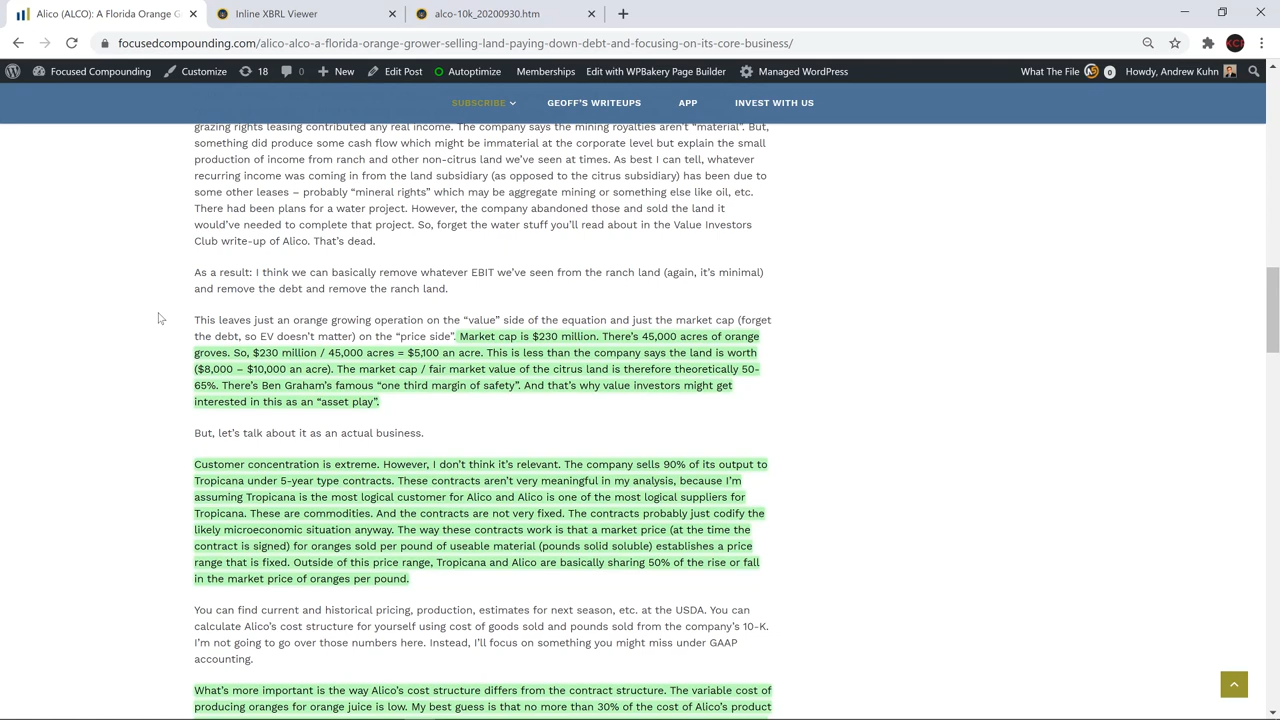 Alico (ALCO): A Florida Orange G
Inline XBRL Viewer
alco-10k_20200930.htm
focusedcompounding.com/alico-alco-a-florida-orange-grower-selling-land-paying-down-debt-and-focusing-on-its-core-business/
Focused Compounding Customize 18 0 New Edit Post Autoptimize Memberships Edit with WPBakery Page Builder Managed WordPress What The File 0 Howdy, Andrew Kuhn
SUBSCRIBE GEOFF'S WRITEUPS APP INVEST WITH US
grazing rights leasing contributed any real income. The company says the mining royalties aren't “material”. But,
something did produce some cash flow which might be immaterial at the corporate level but explain the small
production of income from ranch and other non-citrus land we've seen at times. As best I can tell, whatever
recurring income was coming in from the land subsidiary (as opposed to the citrus subsidiary) has been due to
some other leases – probably “mineral rights” which may be aggregate mining or something else like oil, etc.
There had been plans for a water project. However, the company abandoned those and sold the land it
would've needed to complete that project. So, forget the water stuff you'll read about in the Value Investors
Club write-up of Alico. That's dead.
As a result: I think we can basically remove whatever EBIT we've seen from the ranch land (again, it's minimal)
and remove the debt and remove the ranch land.
This leaves just an orange growing operation on the “value” side of the equation and just the market cap (forget
the debt, so EV doesn't matter) on the “price side”. Market cap is $230 million. There's 45,000 acres of orange
groves. So, $230 million / 45,000 acres = $5,100 an acre. This is less than the company says the land is worth
($8,000 – $10,000 an acre). The market cap / fair market value of the citrus land is therefore theoretically 50-
65%. There's Ben Graham's famous “one third margin of safety”. And that's why value investors might get
interested in this as an “asset play”.
But, let's talk about it as an actual business.
Customer concentration is extreme. However, I don't think it's relevant. The company sells 90% of its output to
Tropicana under 5-year type contracts. These contracts aren't very meaningful in my analysis, because I'm
assuming Tropicana is the most logical customer for Alico and Alico is one of the most logical suppliers for
Tropicana. These are commodities. And the contracts are not very fixed. The contracts probably just codify the
likely microeconomic situation anyway. The way these contracts work is that a market price (at the time the
contract is signed) for oranges sold per pound of useable material (pounds solid soluble) establishes a price
range that is fixed. Outside of this price range, Tropicana and Alico are basically sharing 50% of the rise or fall
in the market price of oranges per pound.
You can find current and historical pricing, production, estimates for next season, etc. at the USDA. You can
calculate Alico's cost structure for yourself using cost of goods sold and pounds sold from the company's 10-K.
I'm not going to go over those numbers here. Instead, I'll focus on something you might miss under GAAP
accounting.
What's more important is the way Alico's cost structure differs from the contract structure. The variable cost of
producing oranges for orange juice is low. My best guess is that no more than 30% of the cost of Alico's product